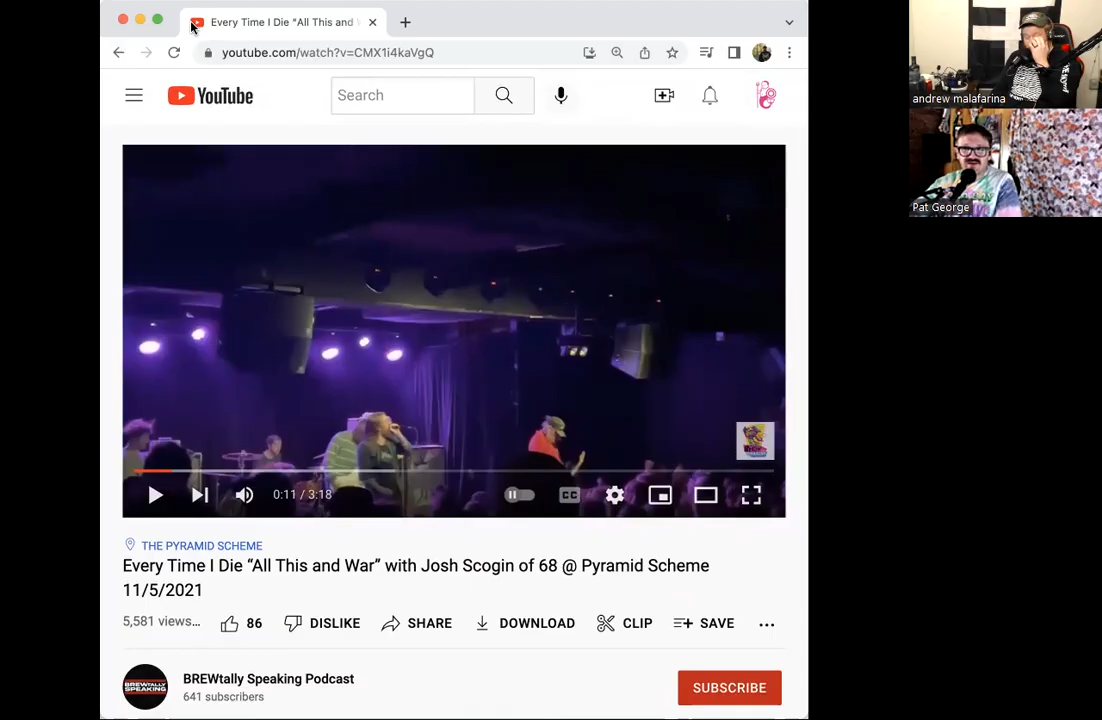 Every Time I Die “All This and
youtube.com/watch?v=CMX1i4kaVgQ
YouTube
Search
0:11 / 3:18
CC
THE PYRAMID SCHEME
Every Time I Die “All This and War” with Josh Scogin of 68 @ Pyramid Scheme
11/5/2021
5,581 views...
86
DISLIKE
SHARE
DOWNLOAD
CLIP
SAVE
BREWtally
SPEAKING
BREWtally Speaking Podcast
641 subscribers
SUBSCRIBE
andrew malafarina
Pat George